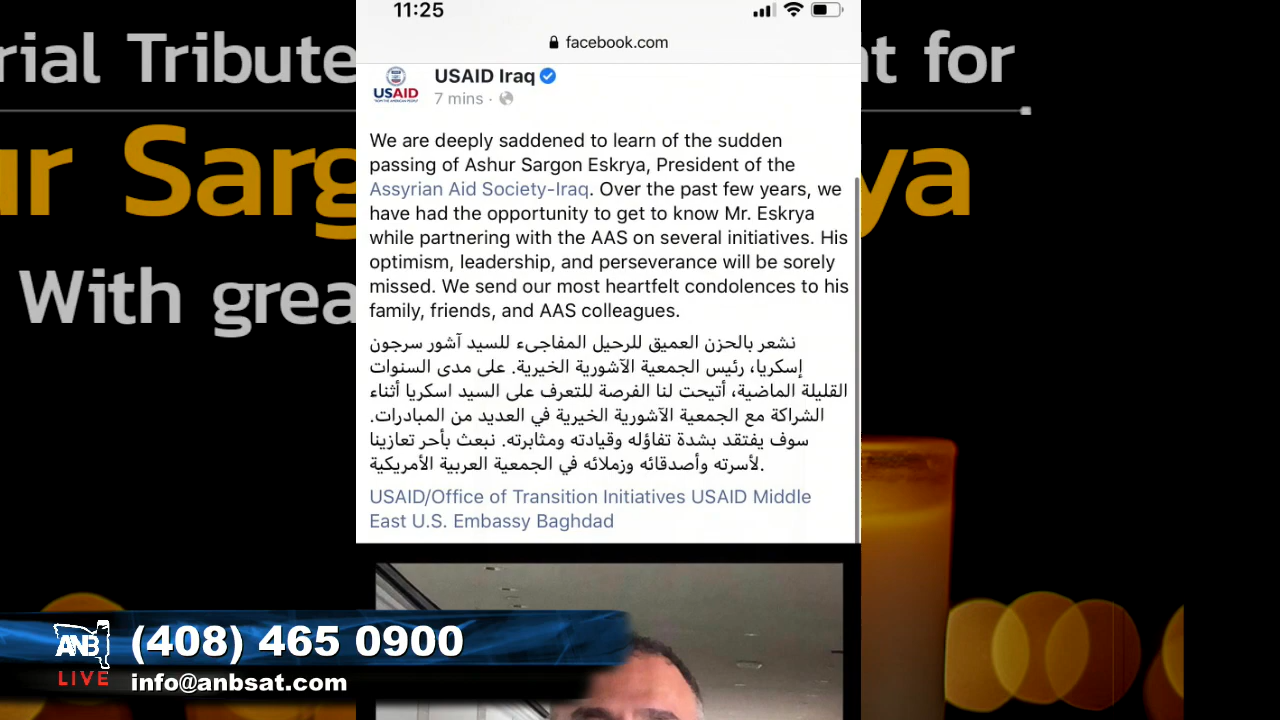 11:25
facebook.com
rial Tribute
t for
ur Sarg
ya
With grea
USAID
USAID Iraq
7 mins ·
We are deeply saddened to learn of the sudden
passing of Ashur Sargon Eskrya, President of the
Assyrian Aid Society-Iraq. Over the past few years, we
have had the opportunity to get to know Mr. Eskrya
while partnering with the AAS on several initiatives. His
optimism, leadership, and perseverance will be sorely
missed. We send our most heartfelt condolences to his
family, friends, and AAS colleagues.
نشعر بالحزن العميق للرحيل المفاجىء للسيد آشور سرجون
إسكريا، رئيس الجمعية الآشورية الخيرية. على مدى السنوات
القليلة الماضية، أتيحت لنا الفرصة للتعرف على السيد اسكريا أثناء
الشراكة مع الجمعية الآشورية الخيرية في العديد من المبادرات.
سوف يفتقد بشدة تفاؤله وقيادته ومثابرته. نبعث بأحر تعازينا
لأسرته وأصدقائه وزملائه في الجمعية العربية الأمريكية.
USAID/Office of Transition Initiatives USAID Middle
East U.S. Embassy Baghdad
ANB
LIVE
(408) 465 0900
info@anbsat.com